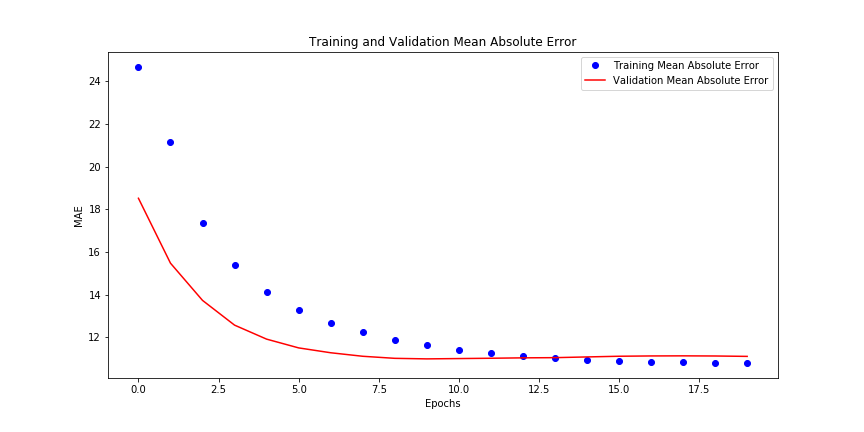 Training and Validation Mean Absolute Error
Training Mean Absolute Error
Validation Mean Absolute Error
MAE
24
22
20
18
16
14
12
0.0 2.5 5.0 7.5 10.0 12.5 15.0 17.5
Epochs